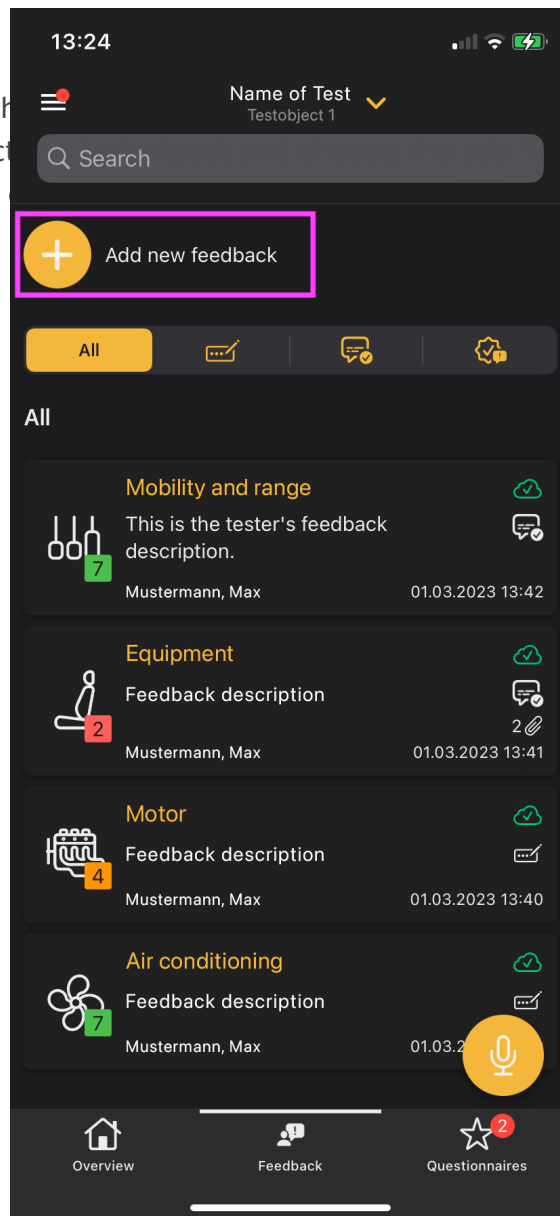 13:24
Name of Test
Testobject 1
Search
Add new feedback
All
All
Mobility and range
This is the tester's feedback
description.
7
Mustermann, Max 01.03.2023 13:42
Equipment
Feedback description
2
2
Mustermann, Max 01.03.2023 13:41
Motor
Feedback description
4
Mustermann, Max 01.03.2023 13:40
Air conditioning
Feedback description
7
Mustermann, Max 01.03.2
2
Overview Feedback Questionnaires